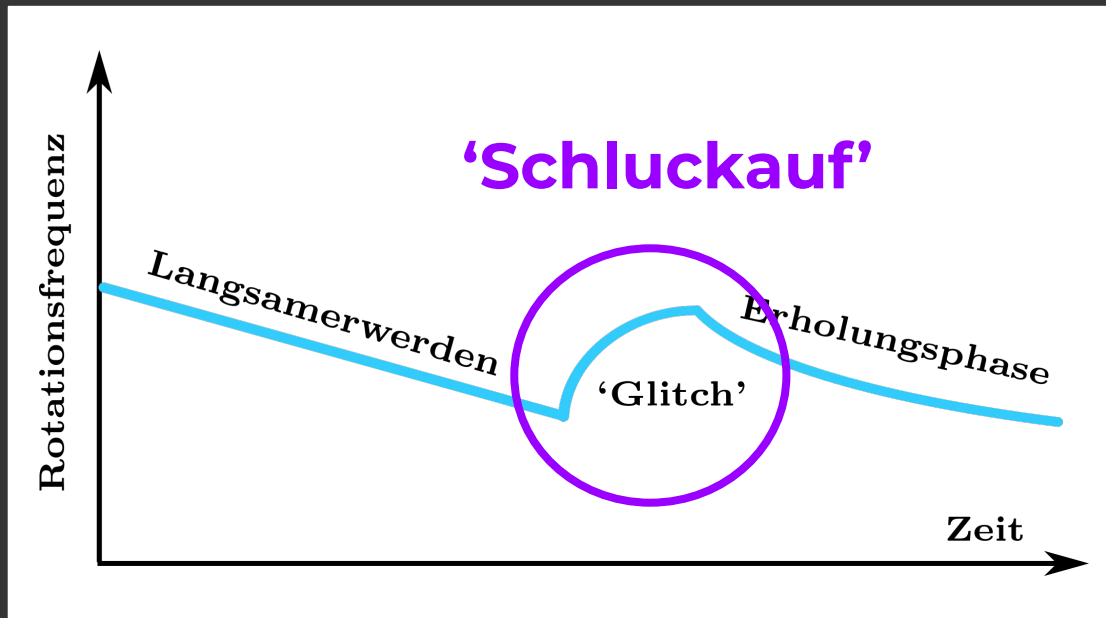 ‘Schluckauf’
Rotationsfrequenz
Langsamerwerden
‘Glitch’
Erholungsphase
Zeit